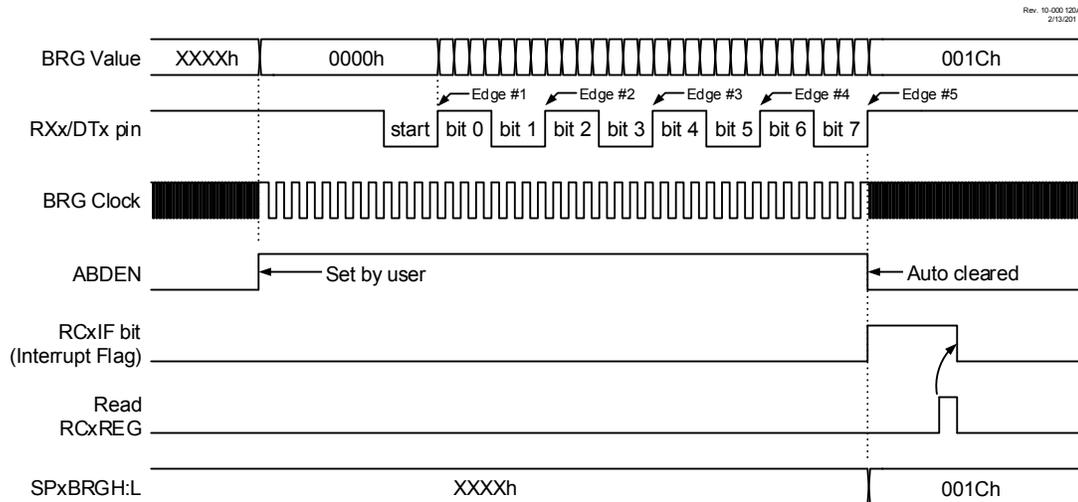 Rev. 10-000 120A
2/13/201
BRG Value XXXXh 0000h 001Ch
Edge #1 Edge #2 Edge #3 Edge #4 Edge #5
RXx/DTx pin start bit 0 bit 1 bit 2 bit 3 bit 4 bit 5 bit 6 bit 7
BRG Clock
ABDEN Set by user Auto cleared
RCxIF bit
(Interrupt Flag)
Read
RCxREG
SPxBRGH:L XXXXh 001Ch